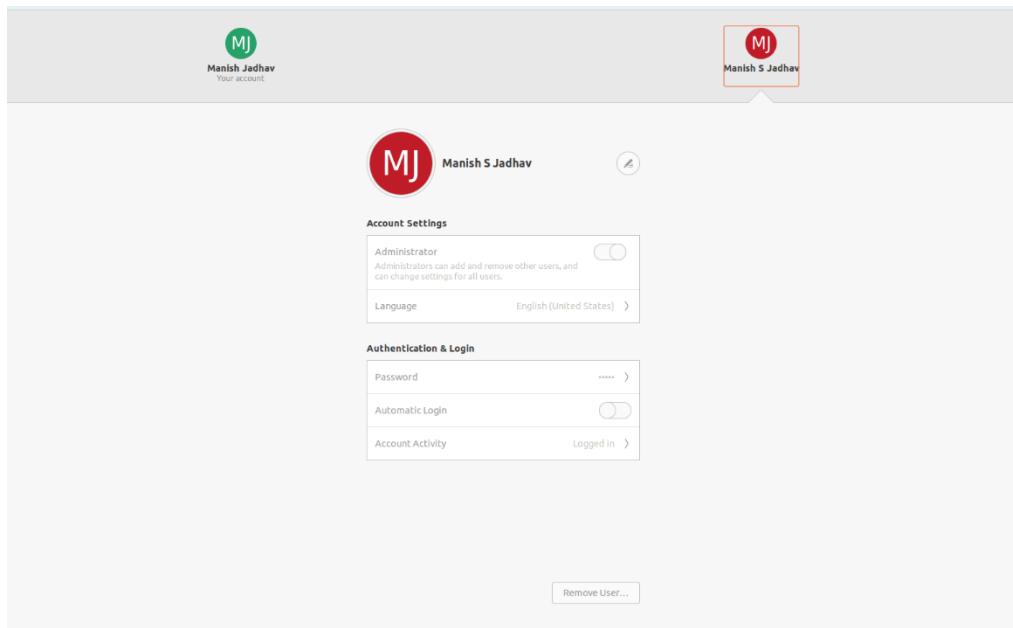 MJ
Manish Jadhav
Your account
MJ
Manish S Jadhav
MJ
Manish S Jadhav
Account Settings
Administrator
Administrators can add and remove other users, and
can change settings for all users.
Language English (United States)
Authentication & Login
Password •••••
Automatic Login
Account Activity Logged in
Remove User...